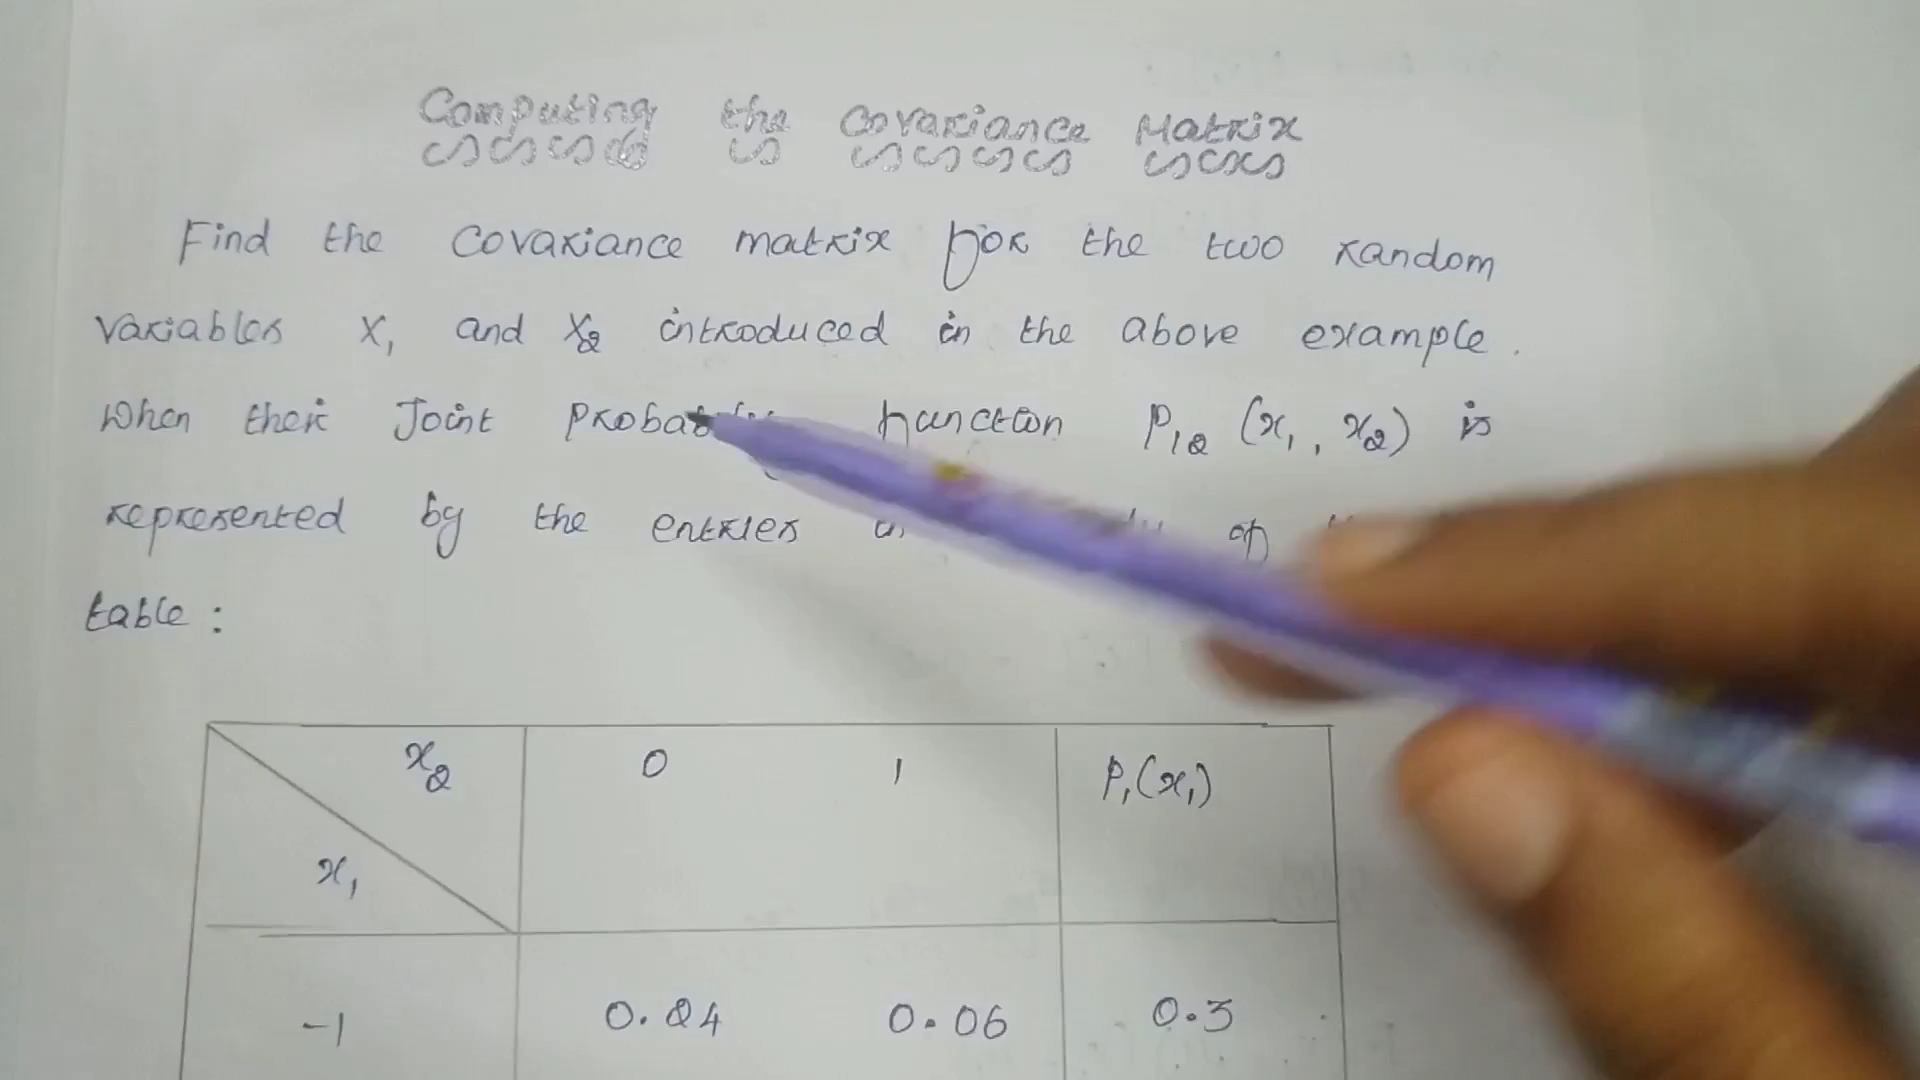 Computing the Covariance Matrix
Find the covariance matrix for the two random
variables X₁ and X₂ introduced in the above example.
When their Joint function P₁₂ (x₁, x₂) is
represented by the entries of
table :
x₂ 0 1 P₁(x₁)
x₁
-1 0.24 0.06 0.3